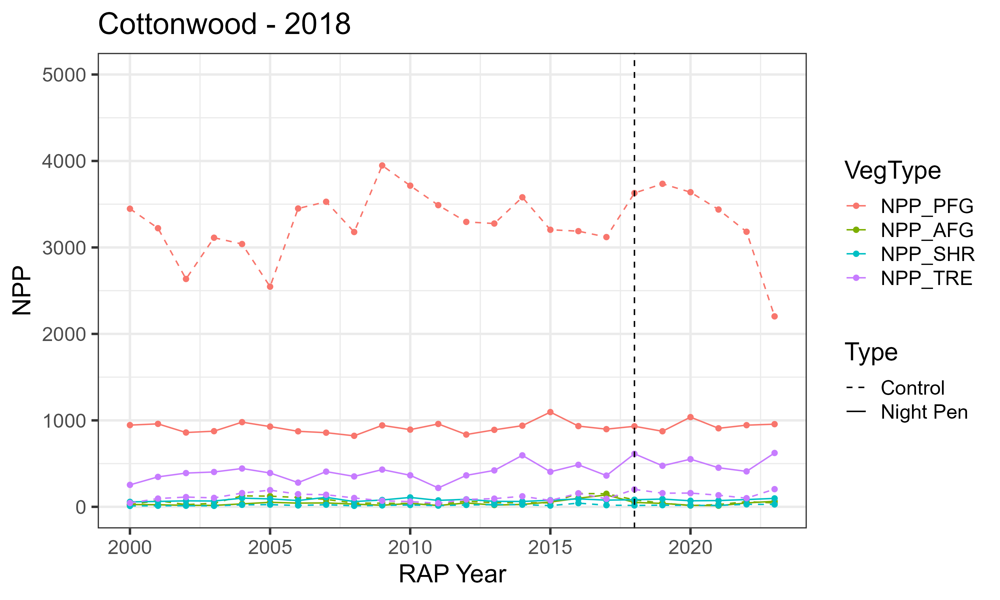 Cottonwood - 2018
5000
4000
3000
2000
1000
0
NPP
2000 2005 2010 2015 2020
RAP Year
VegType
NPP_PFG
NPP_AFG
NPP_SHR
NPP_TRE
Type
Control
Night Pen